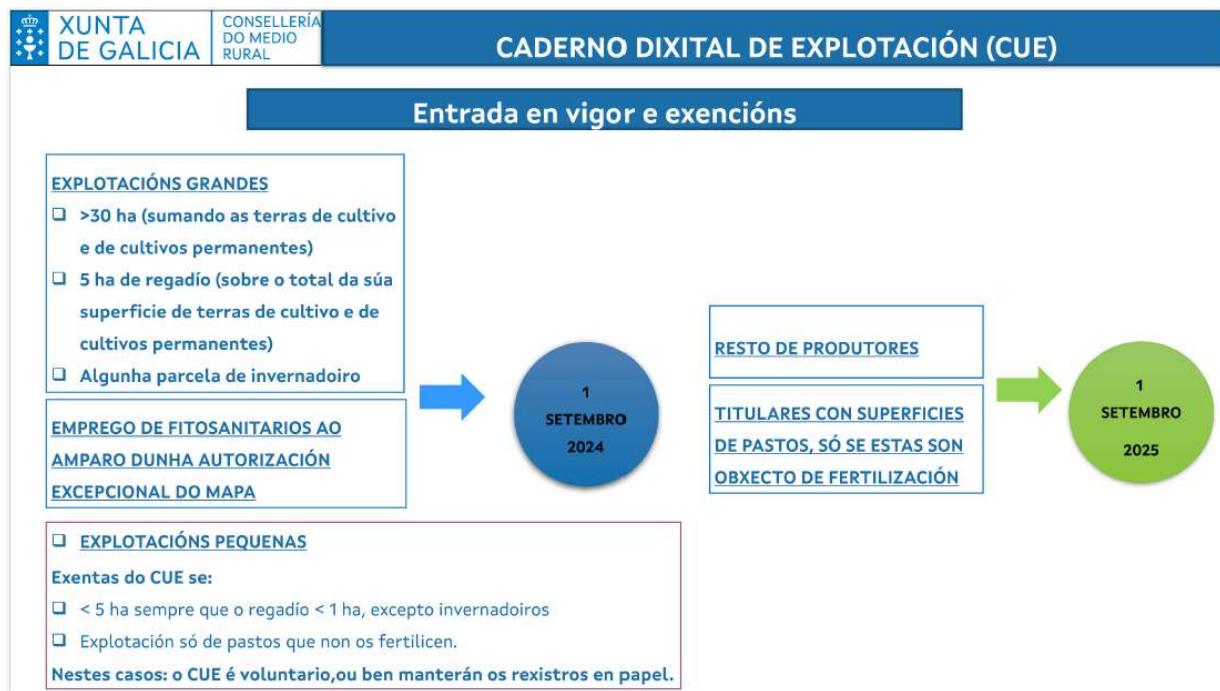 XUNTA
DE GALICIA
CONSELLERÍA
DO MEDIO
RURAL
CADERNO DIXITAL DE EXPLOTACIÓN (CUE)
Entrada en vigor e exencións
EXPLOTACIÓNS GRANDES
>30 ha (sumando as terras de cultivo
e de cultivos permanentes)
5 ha de regadío (sobre o total da súa
superficie de terras de cultivo e de
cultivos permanentes)
Algunha parcela de invernadoiro
EMPREGO DE FITOSANITARIOS AO
AMPARO DUNHA AUTORIZACIÓN
EXCEPCIONAL DO MAPA
1
SETEMBRO
2024
RESTO DE PRODUTORES
TITULARES CON SUPERFICIES
DE PASTOS, SÓ SE ESTAS SON
OBXECTO DE FERTILIZACIÓN
1
SETEMBRO
2025
EXPLOTACIÓNS PEQUENAS
Exentas do CUE se:
< 5 ha sempre que o regadío < 1 ha, excepto invernadoiros
Explotación só de pastos que non os fertilicen.
Nestes casos: o CUE é voluntario,ou ben manterán os rexistros en papel.